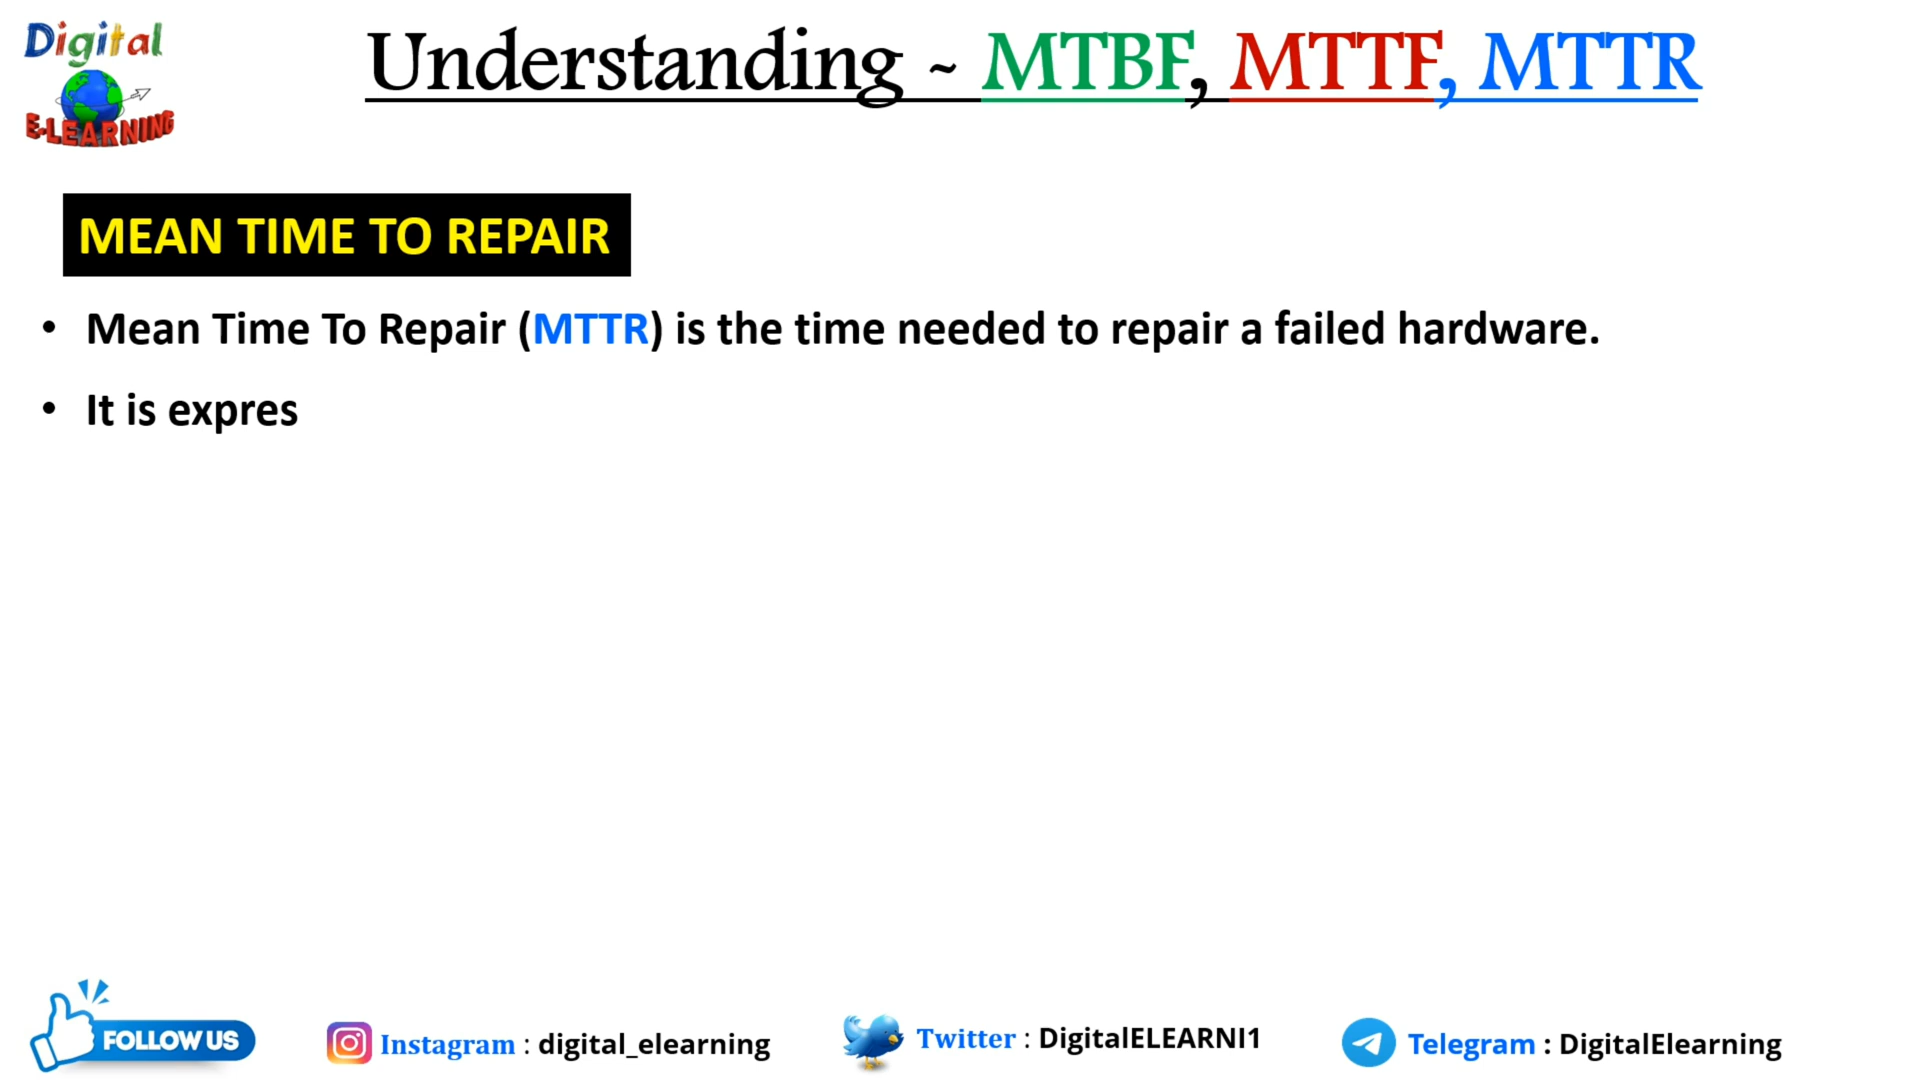 Digital
E-LEARNING
Understanding ~ MTBF, MTTF, MTTR
MEAN TIME TO REPAIR
• Mean Time To Repair (MTTR) is the time needed to repair a failed hardware.
• It is expres
FOLLOW US
Instagram : digital_elearning
Twitter : DigitalELEARNI1
Telegram : DigitalElearning